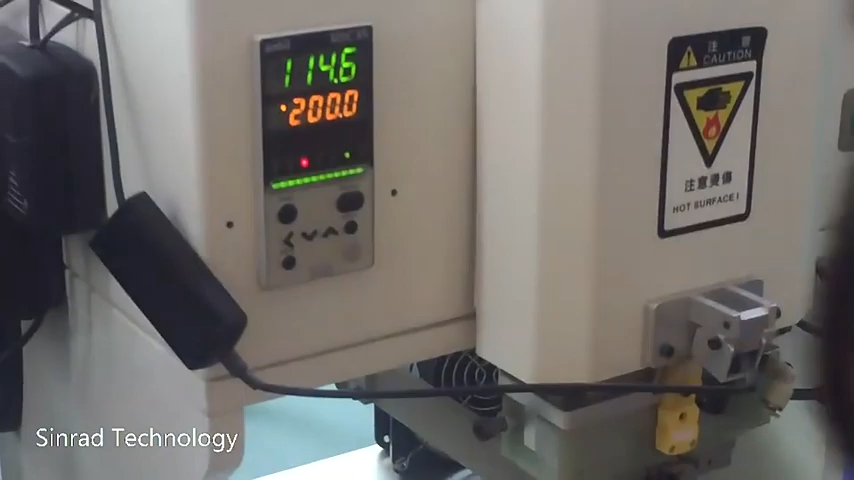 114.6
200.0
注意
CAUTION
注意燙傷
HOT SURFACE!
Sinrad Technology